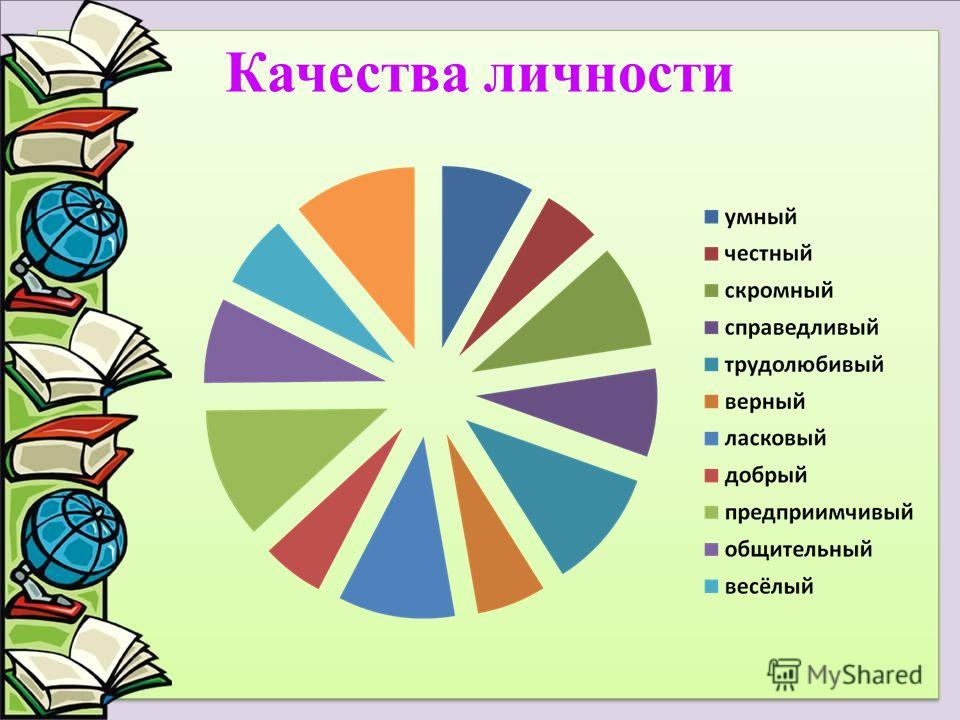 Качества личности
умный
честный
скромный
справедливый
трудолюбивый
верный
ласковый
добрый
предприимчивый
общительный
весёлый
MyShared